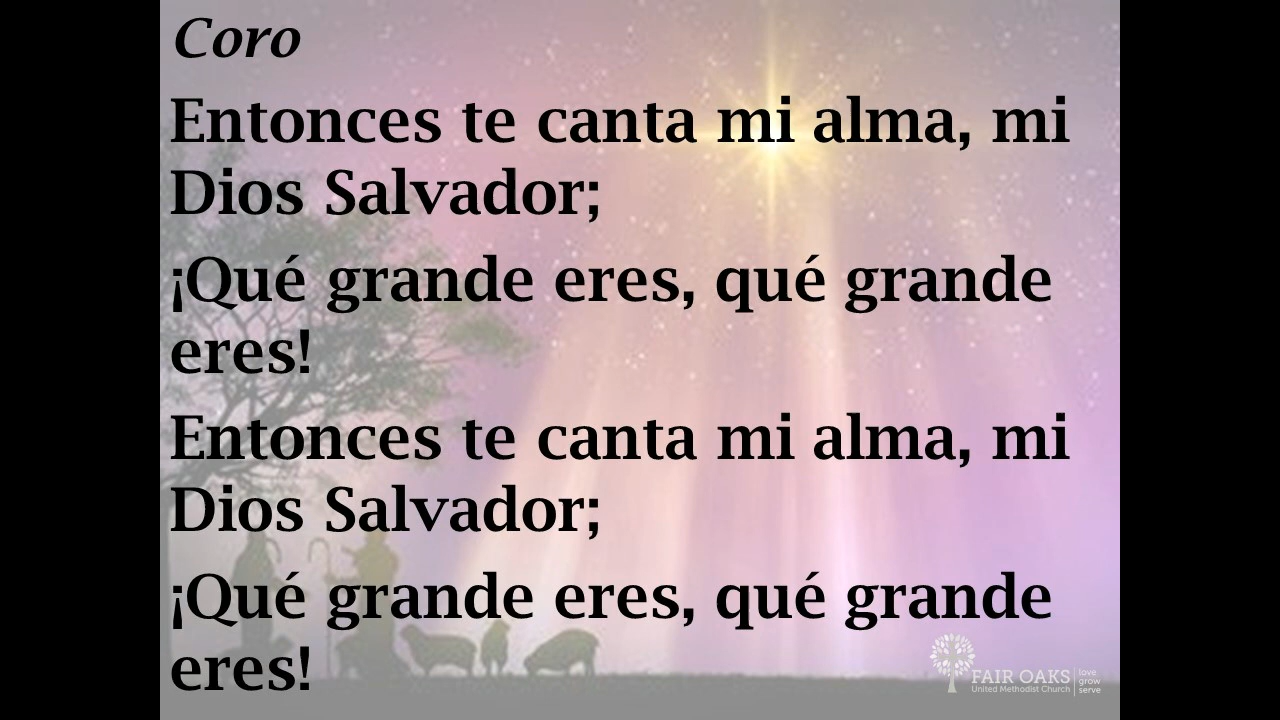 Coro
Entonces te canta mi alma, mi
Dios Salvador;
¡Qué grande eres, qué grande
eres!
Entonces te canta mi alma, mi
Dios Salvador;
¡Qué grande eres, qué grande
eres!
FAIR OAKS
United Methodist Church
love
grow
serve